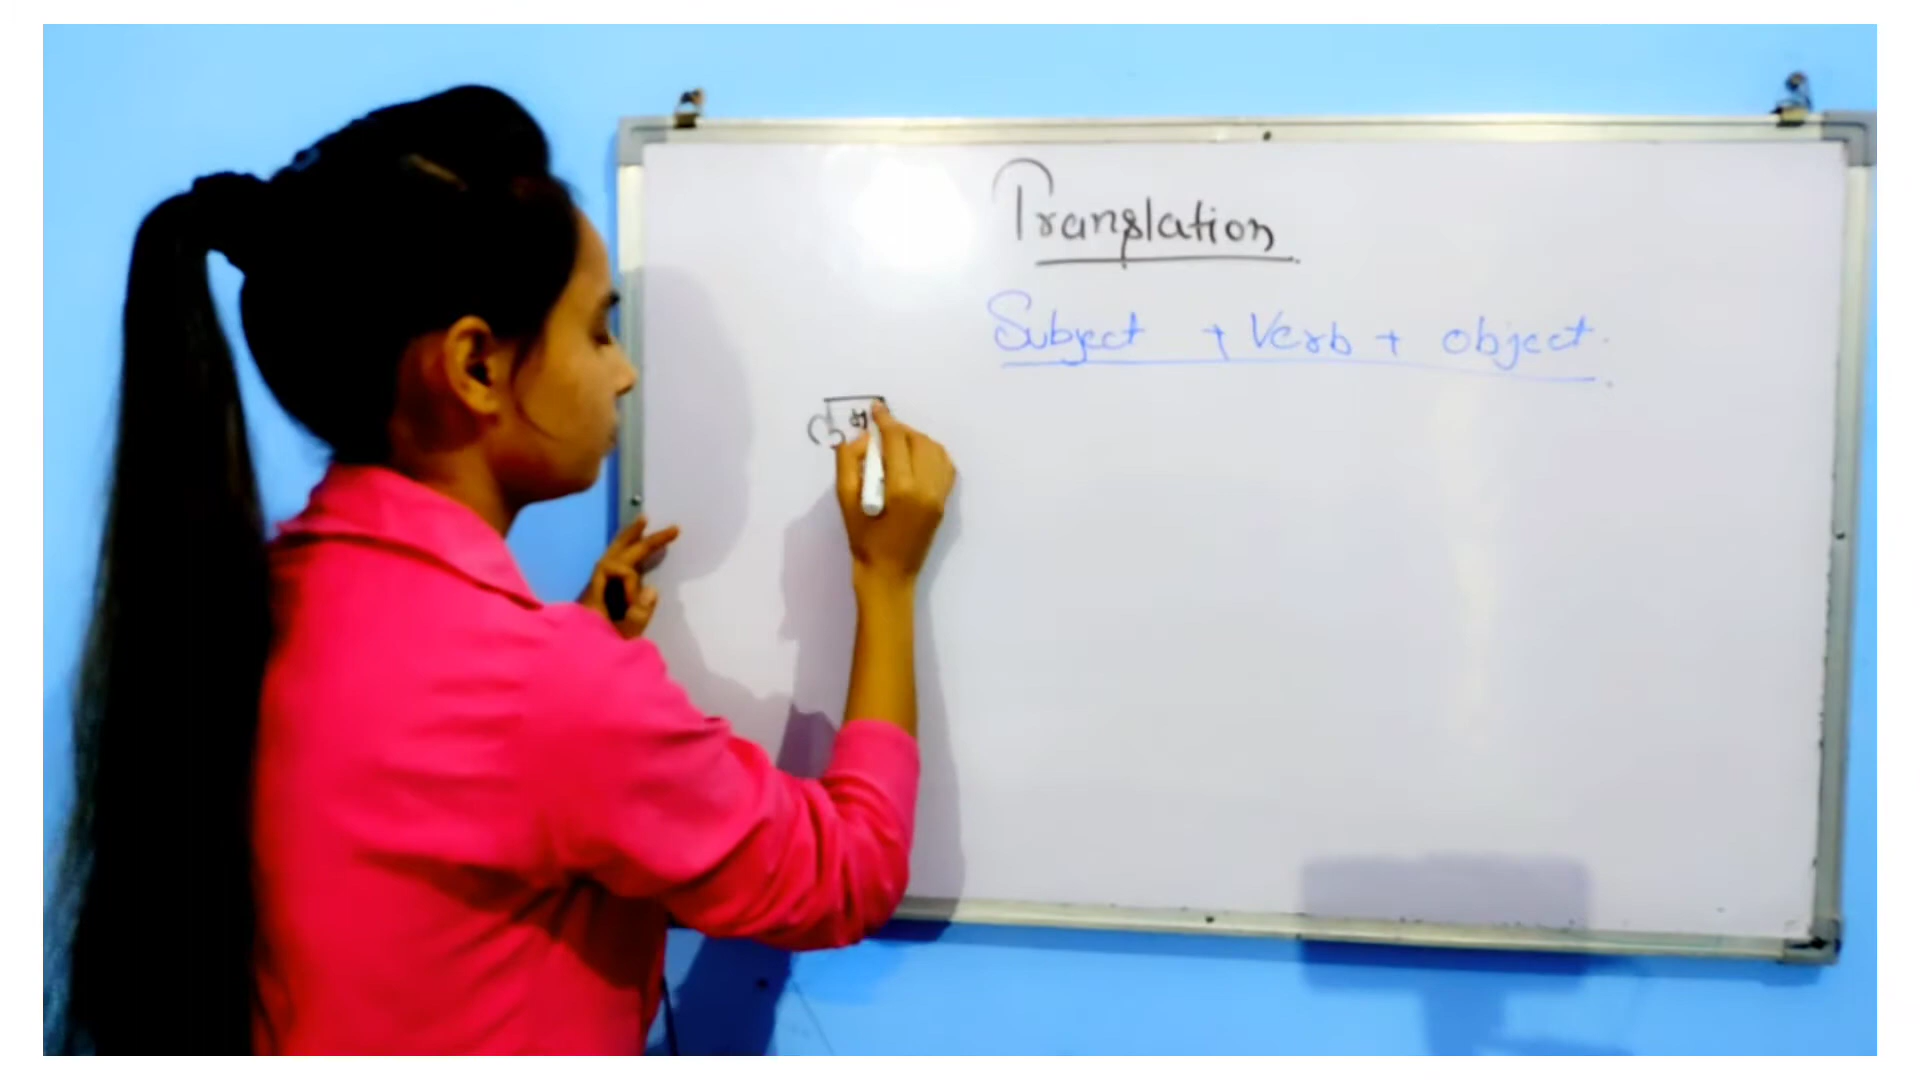 Translation
Subject + Verb + object.